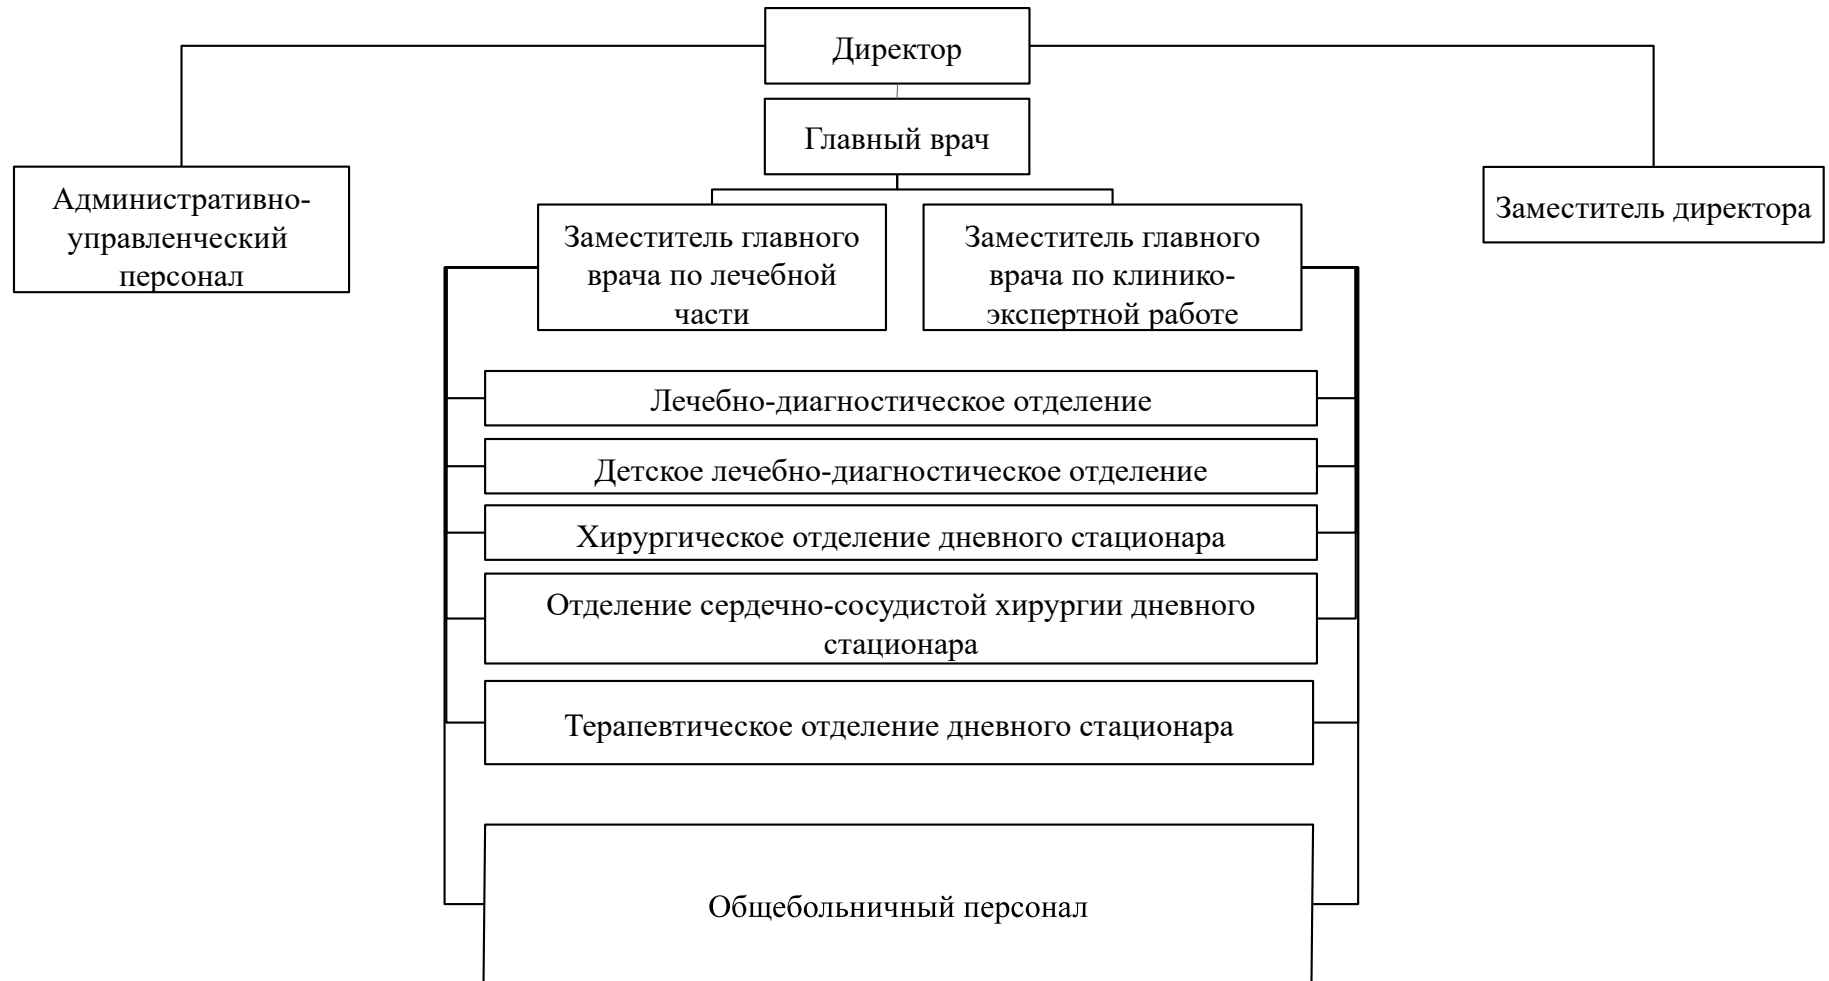 Директор
Главный врач
Административно-
управленческий
персонал
Заместитель директора
Заместитель главного
врача по лечебной
части
Заместитель главного
врача по клинико-
экспертной работе
Лечебно-диагностическое отделение
Детское лечебно-диагностическое отделение
Хирургическое отделение дневного стационара
Отделение сердечно-сосудистой хирургии дневного
стационара
Терапевтическое отделение дневного стационара
Общебольничный персонал